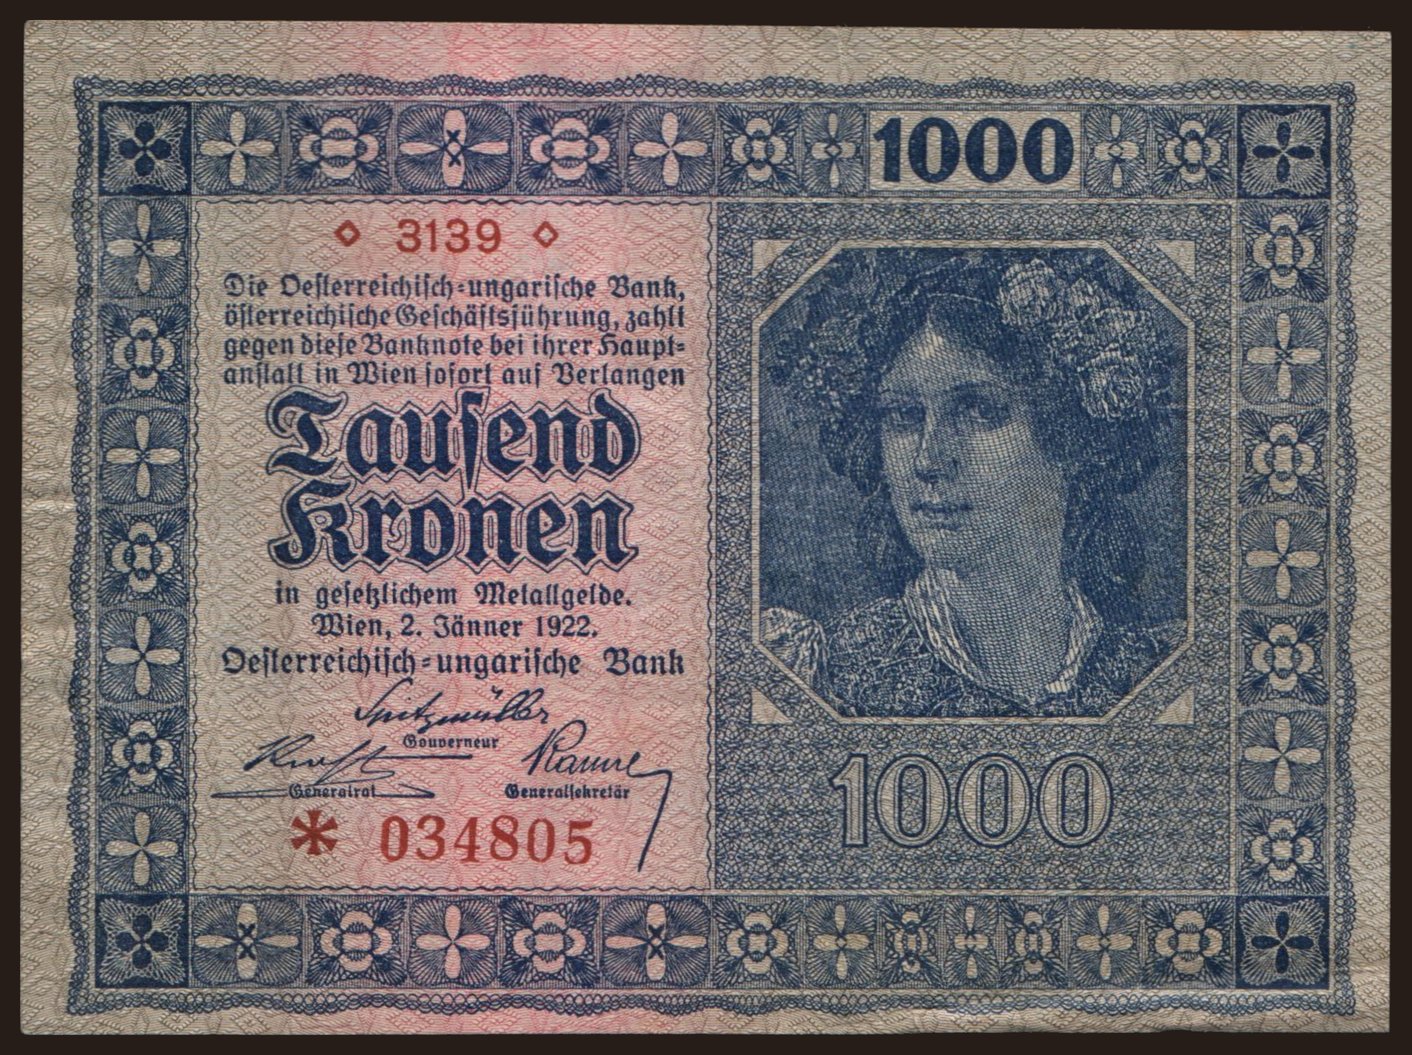 1000
◇ 3139 ◇
Die Oesterreichisch-ungarische Bank,
österreichische Geschäftsführung, zahlt
gegen diese Banknote bei ihrer Haupt-
anstalt in Wien sofort auf Verlangen
Tausend
Kronen
in gesetzlichem Metallgelde.
Wien, 2. Jänner 1922.
Oesterreichisch-ungarische Bank
Spitzmüller
Gouverneur
Generalrat
Generalsekretär
* 034805
1000